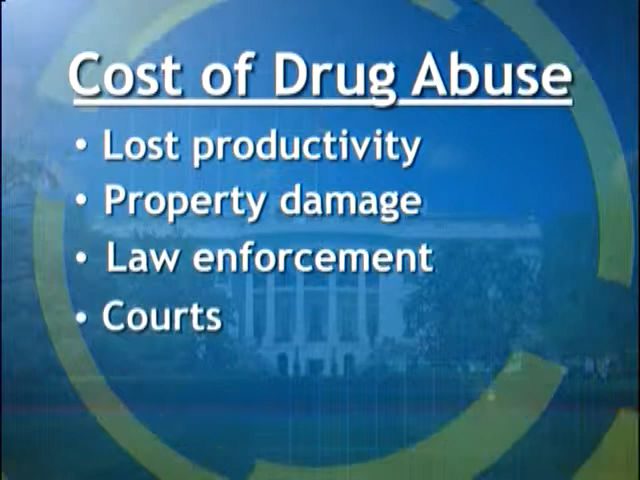 Cost of Drug Abuse
• Lost productivity
• Property damage
• Law enforcement
• Courts